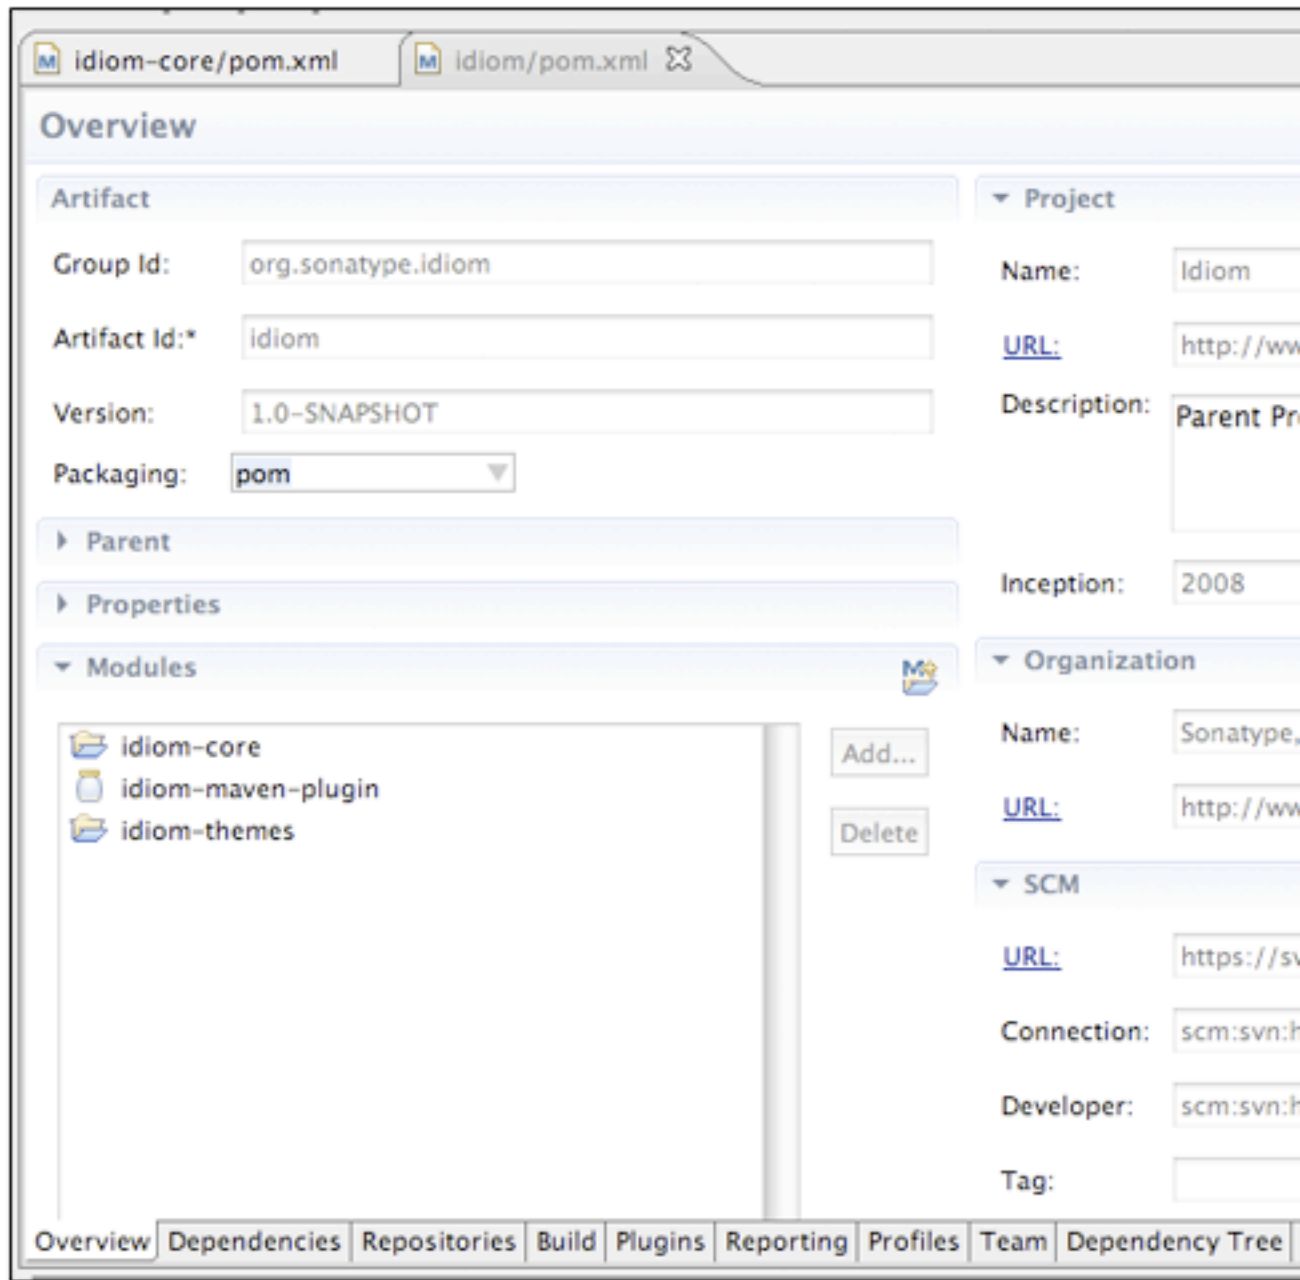 idiom-core/pom.xml
idiom/pom.xml
Overview
Artifact
Group Id: org.sonatype.idiom
Artifact Id:* idiom
Version: 1.0-SNAPSHOT
Packaging: pom
Parent
Properties
Modules
idiom-core
idiom-maven-plugin
idiom-themes
Add...
Delete
Project
Name: Idiom
URL: http://ww
Description: Parent Pr
Inception: 2008
Organization
Name: Sonatype,
URL: http://ww
SCM
URL: https://sv
Connection: scm:svn:h
Developer: scm:svn:h
Tag:
Overview Dependencies Repositories Build Plugins Reporting Profiles Team Dependency Tree